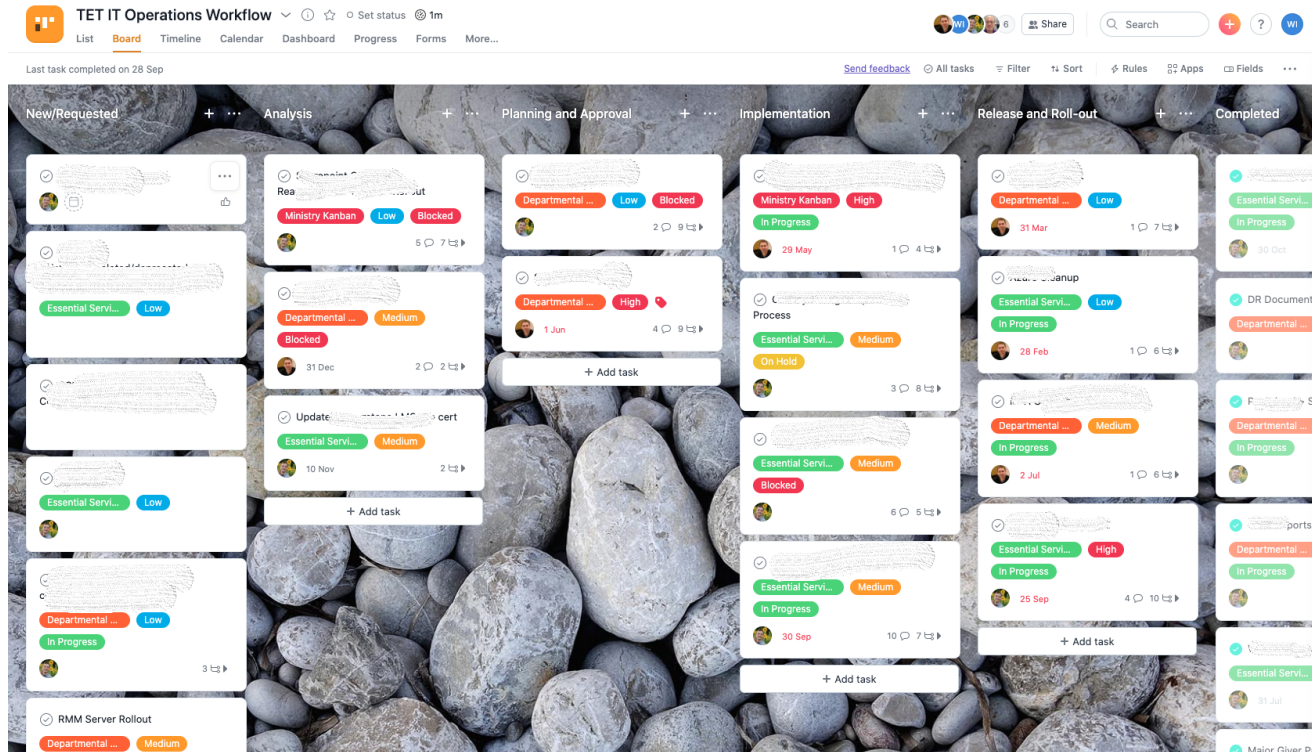 TET IT Operations Workflow
Set status
1m
List Board Timeline Calendar Dashboard Progress Forms More...
6
Share
Search
?
WI
WI
Last task completed on 28 Sep
Send feedback
All tasks
Filter
Sort
Rules
Apps
Fields
New/Requested
Essential Servi... Low
Essential Servi... Low
Departmental ... Low
In Progress
3
RMM Server Rollout
Departmental ... Medium
Analysis
Ministry Kanban Low Blocked
5 7
Departmental ... Medium
Blocked
31 Dec 2 2
Update cert
Essential Servi... Medium
10 Nov 2
+ Add task
Planning and Approval
Departmental ... Low Blocked
2 9
Departmental ... High
1 Jun 4 9
+ Add task
Implementation
Ministry Kanban High
In Progress
29 May 1 4
Process
Essential Servi... Medium
On Hold
3 8
Essential Servi... Medium
Blocked
6 5
Essential Servi... Medium
In Progress
30 Sep 10 7
+ Add task
Release and Roll-out
Departmental ... Low
31 Mar 1 7
Cleanup
Essential Servi... Low
In Progress
28 Feb 1 6
Departmental ... Medium
In Progress
2 Jul 1 6
Essential Servi... High
In Progress
25 Sep 4 10
+ Add task
Completed
Essential Servi...
In Progress
30 Oct
DR Document
Departmental ...
Departmental ...
In Progress
Departmental ...
In Progress
Essential Servi...
31 Jul
Major Giver P